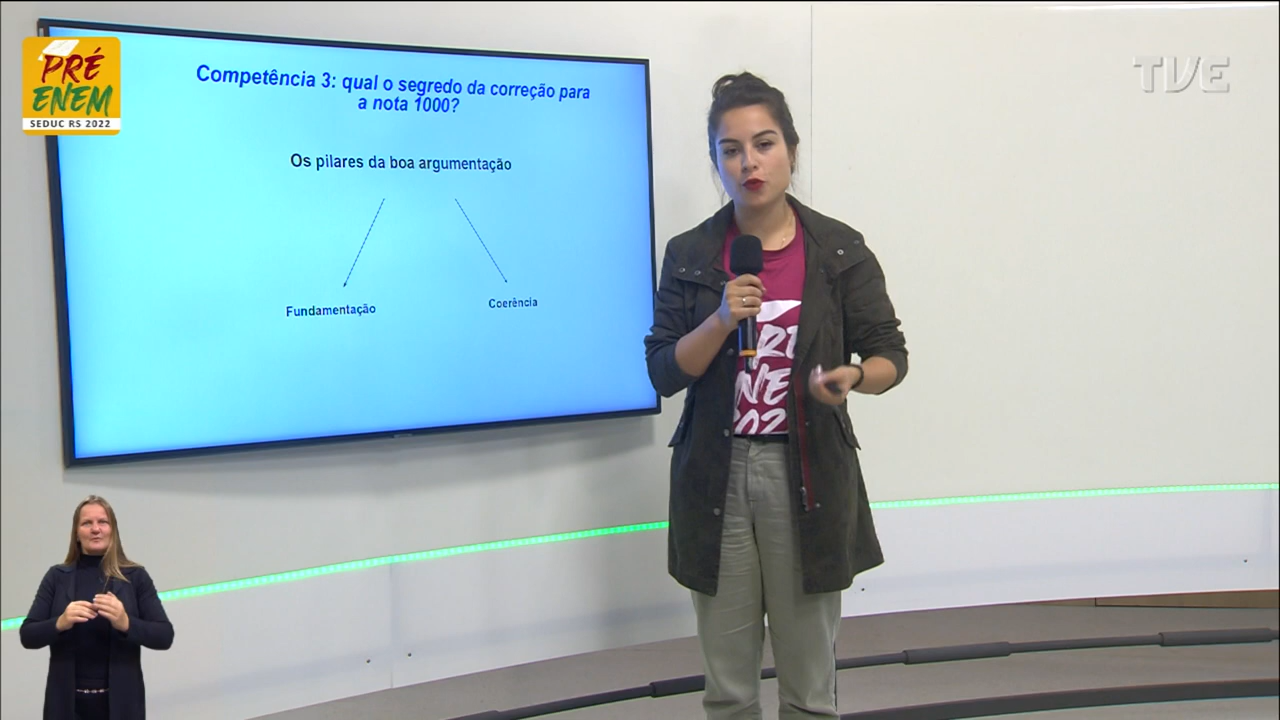 PRÉ
ENEM
SEDUC RS 2022
TVE
Competência 3: qual o segredo da correção para
a nota 1000?
Os pilares da boa argumentação
Fundamentação
Coerência